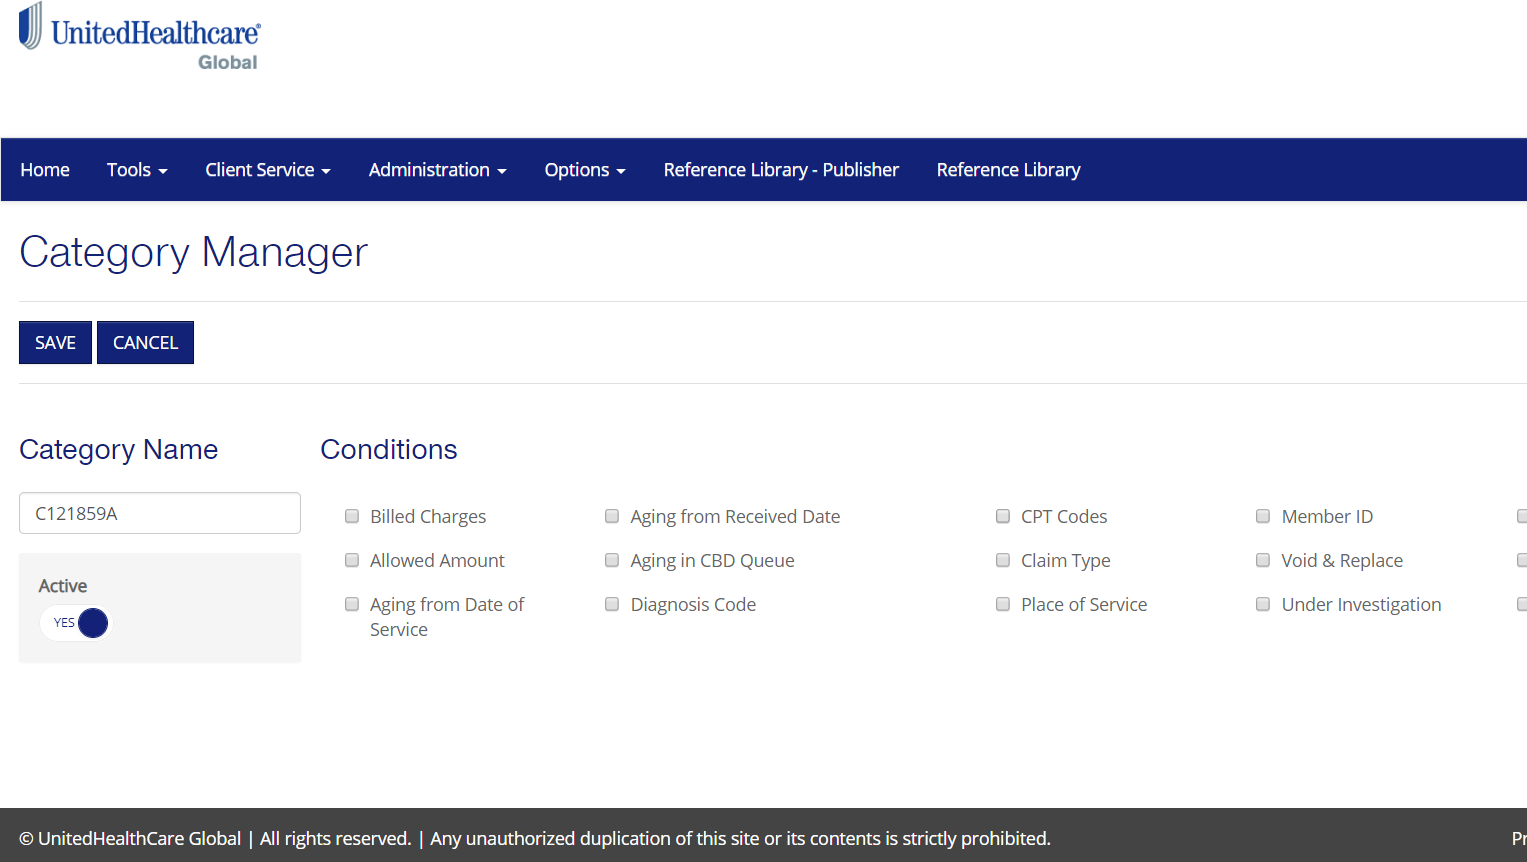 UnitedHealthcare®
Global
Home Tools Client Service Administration Options Reference Library - Publisher Reference Library
Category Manager
SAVE CANCEL
Category Name Conditions
C121859A
Billed Charges Aging from Received Date CPT Codes Member ID
Allowed Amount Aging in CBD Queue Claim Type Void & Replace
Active
Aging from Date of Diagnosis Code Place of Service Under Investigation
Service
YES
© UnitedHealthCare Global | All rights reserved. | Any unauthorized duplication of this site or its contents is strictly prohibited.